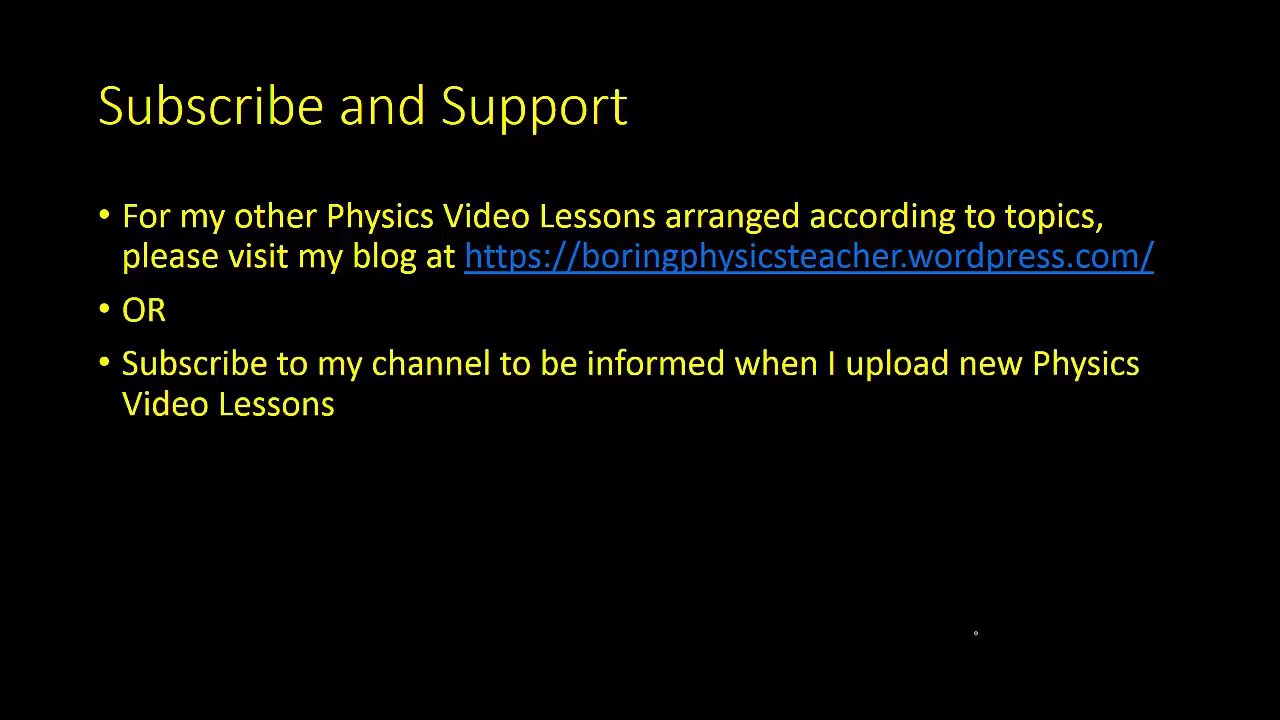 Subscribe and Support
• For my other Physics Video Lessons arranged according to topics,
please visit my blog at https://boringphysicsteacher.wordpress.com/
• OR
• Subscribe to my channel to be informed when I upload new Physics
Video Lessons